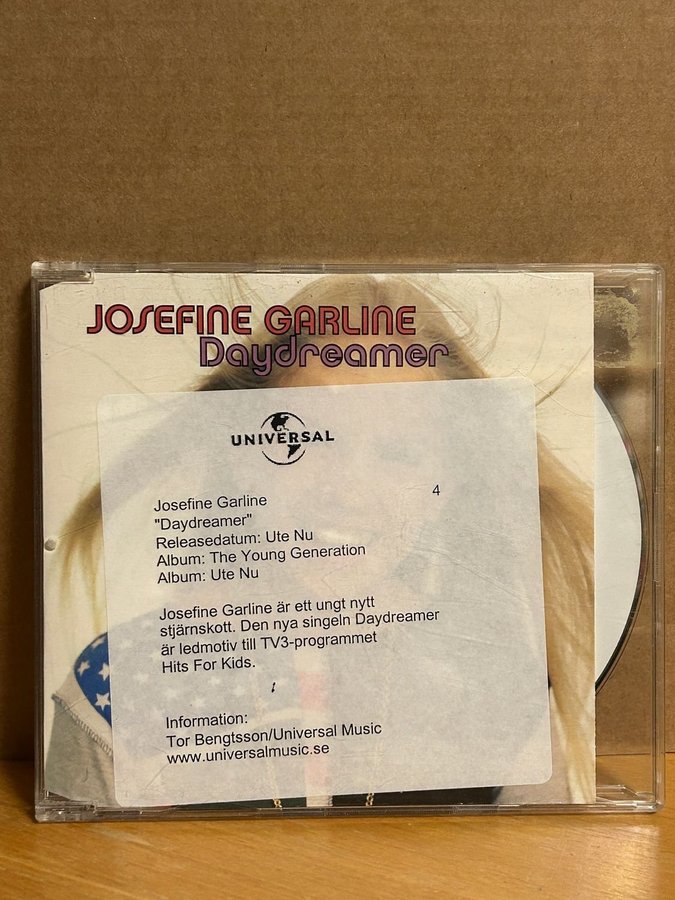 JOSEFINE GARLINE
Daydreamer
UNIVERSAL
4
Josefine Garline
"Daydreamer"
Releasedatum: Ute Nu
Album: The Young Generation
Album: Ute Nu
Josefine Garline är ett ungt nytt
stjärnskott. Den nya singeln Daydreamer
är ledmotiv till TV3-programmet
Hits For Kids.
Information:
Tor Bengtsson/Universal Music
www.universalmusic.se